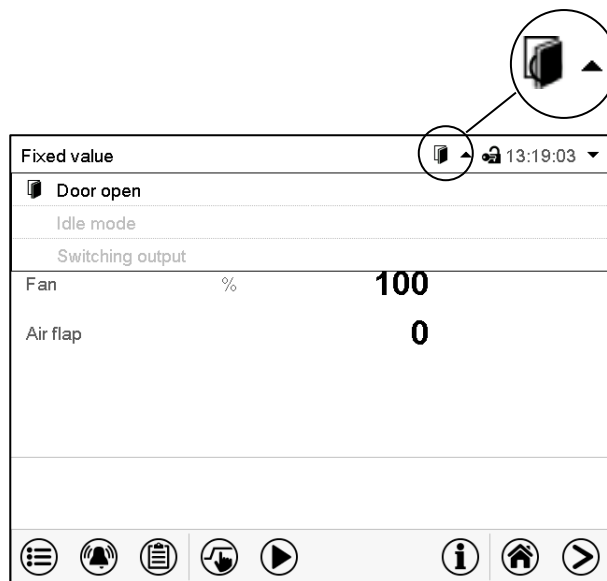 Fixed value 13:19:03
Door open
Idle mode
Switching output
Fan % 100
Air flap 0